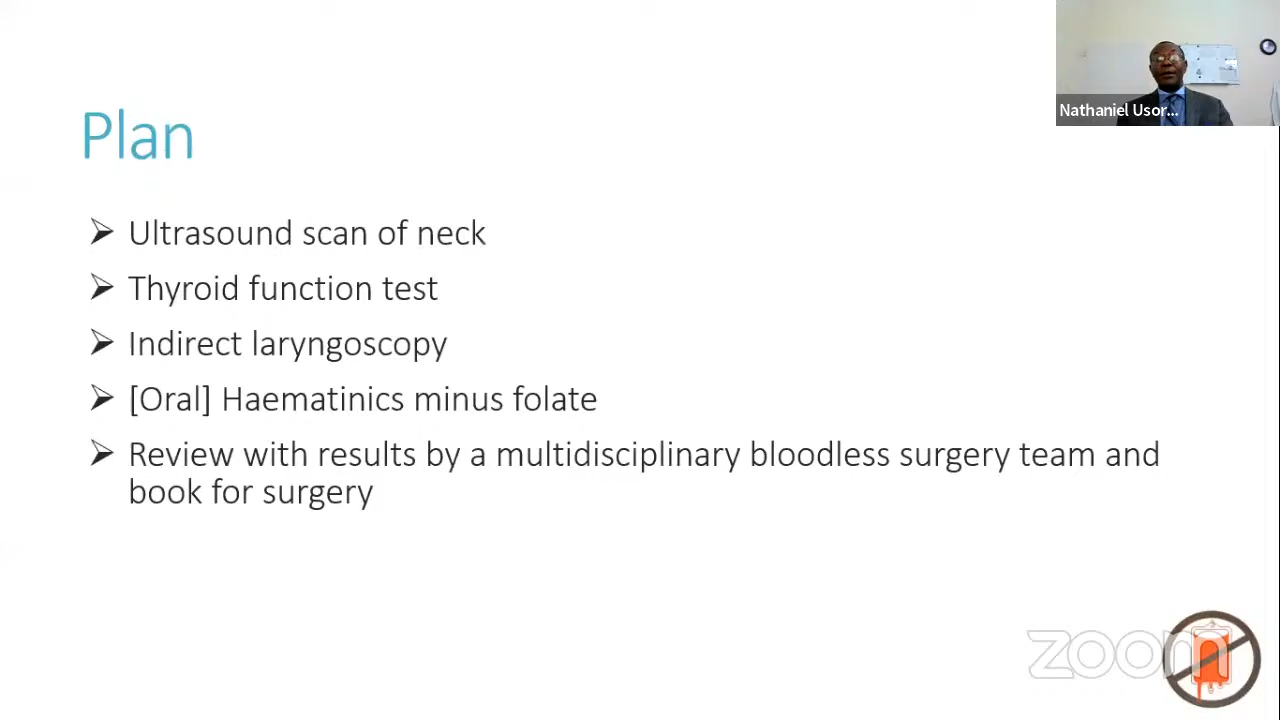 Nathaniel Usor...
Plan
Ultrasound scan of neck
Thyroid function test
Indirect laryngoscopy
[Oral] Haematinics minus folate
Review with results by a multidisciplinary bloodless surgery team and
book for surgery
zoom